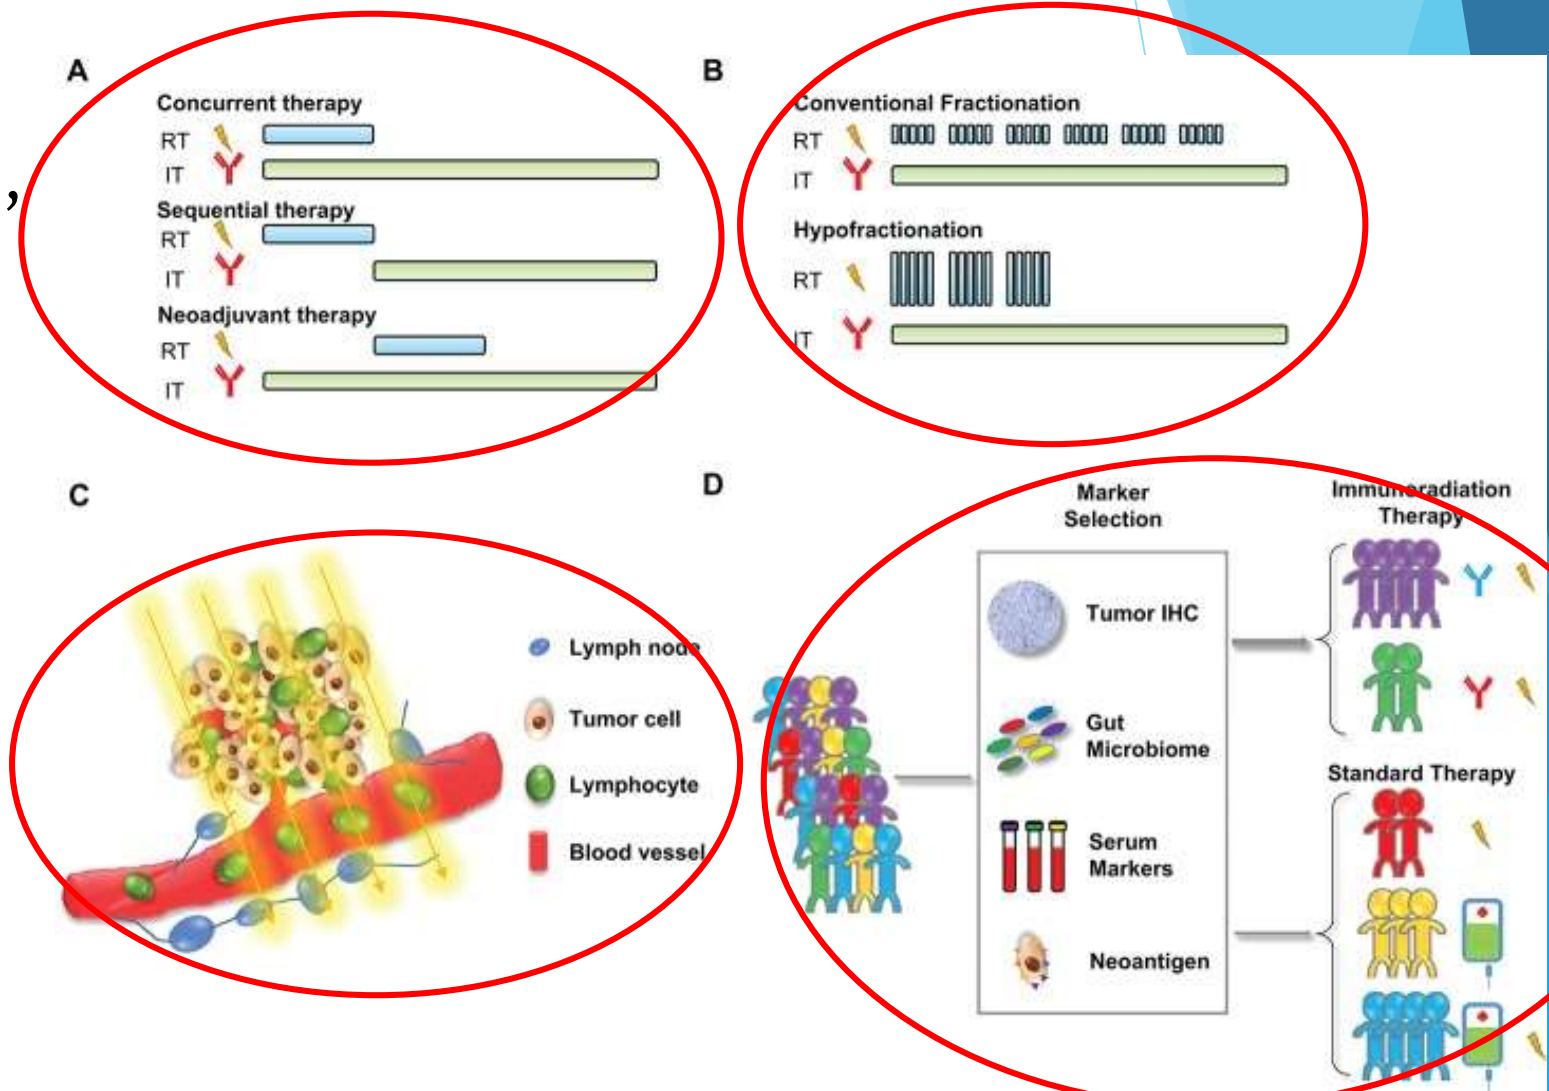 ,
A
Concurrent therapy
RT
IT
Sequential therapy
RT
IT
Neoadjuvant therapy
RT
IT
B
Conventional Fractionation
RT
IT
Hypofractionation
RT
IT
C
Lymph node
Tumor cell
Lymphocyte
Blood vessel
D
Marker
Selection
Tumor IHC
Gut
Microbiome
Serum
Markers
Neoantigen
Immunoradiation
Therapy
Standard Therapy